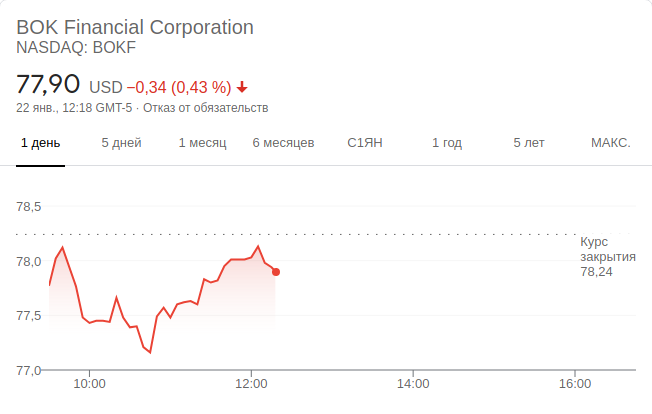 BOK Financial Corporation
NASDAQ: BOKF
77,90 USD −0,34 (0,43 %)
22 янв., 12:18 GMT-5 · Отказ от обязательств
1 день 5 дней 1 месяц 6 месяцев С1ЯН 1 год 5 лет МАКС.
78,5
Курс
закрытия
78,24
78,0
77,5
77,0
10:00 12:00 14:00 16:00